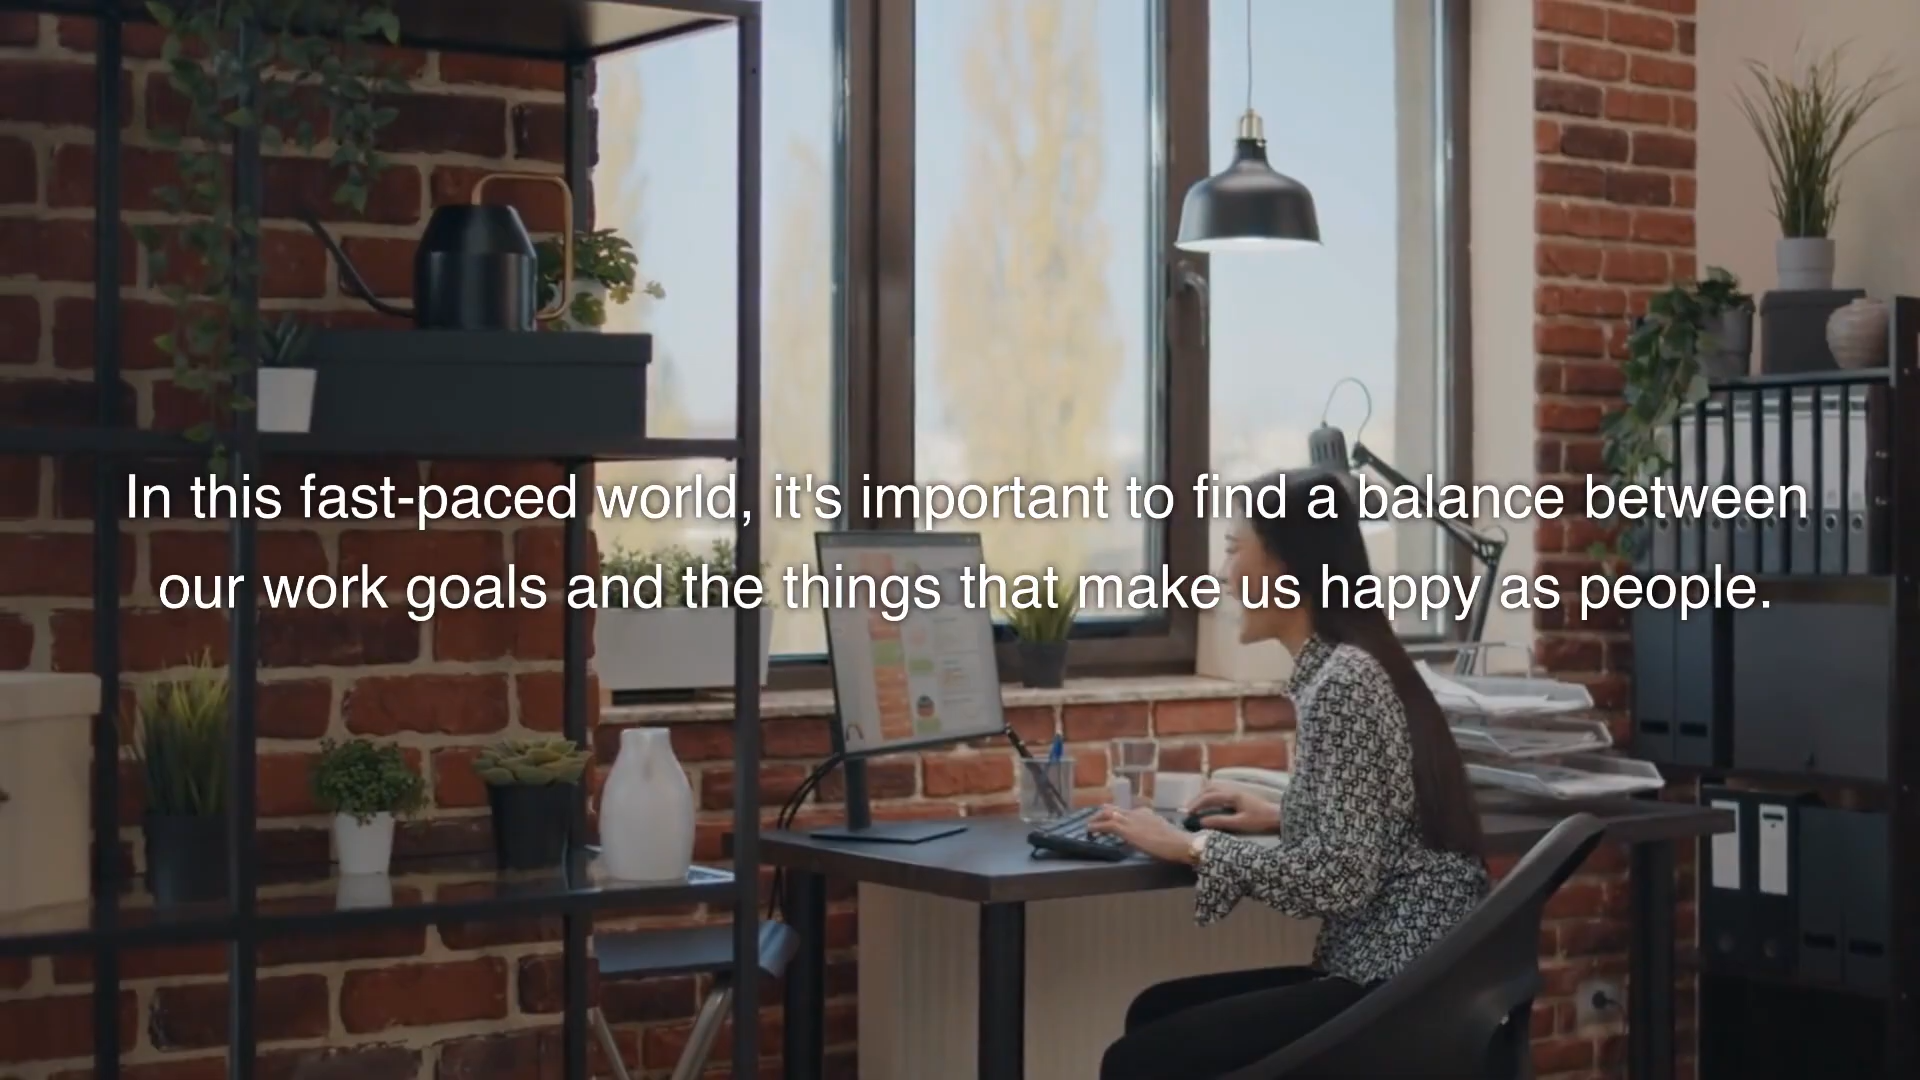 In this fast-paced world, it's important to find a balance between
our work goals and the things that make us happy as people.